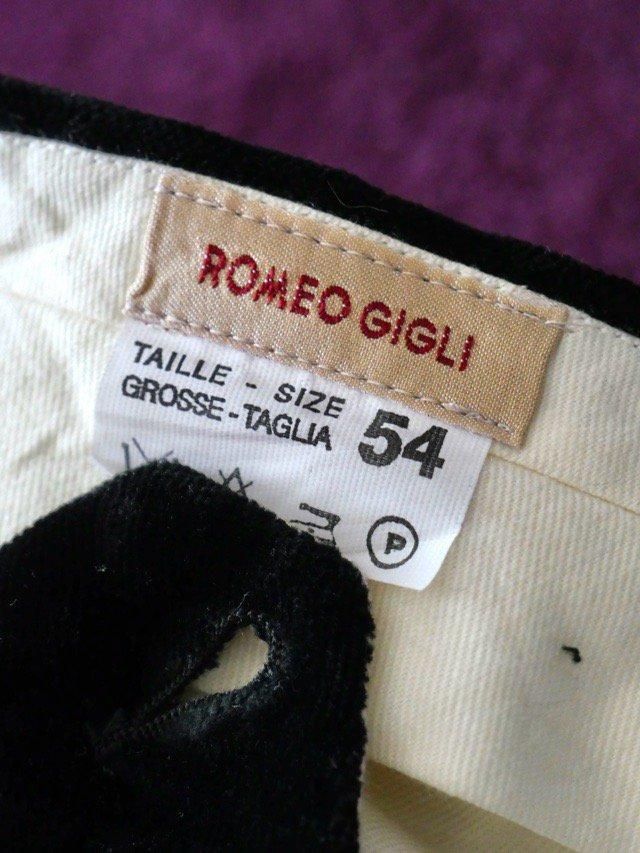 ROMEO GIGLI
TAILLE - SIZE
GROSSE - TAGLIA 54
P